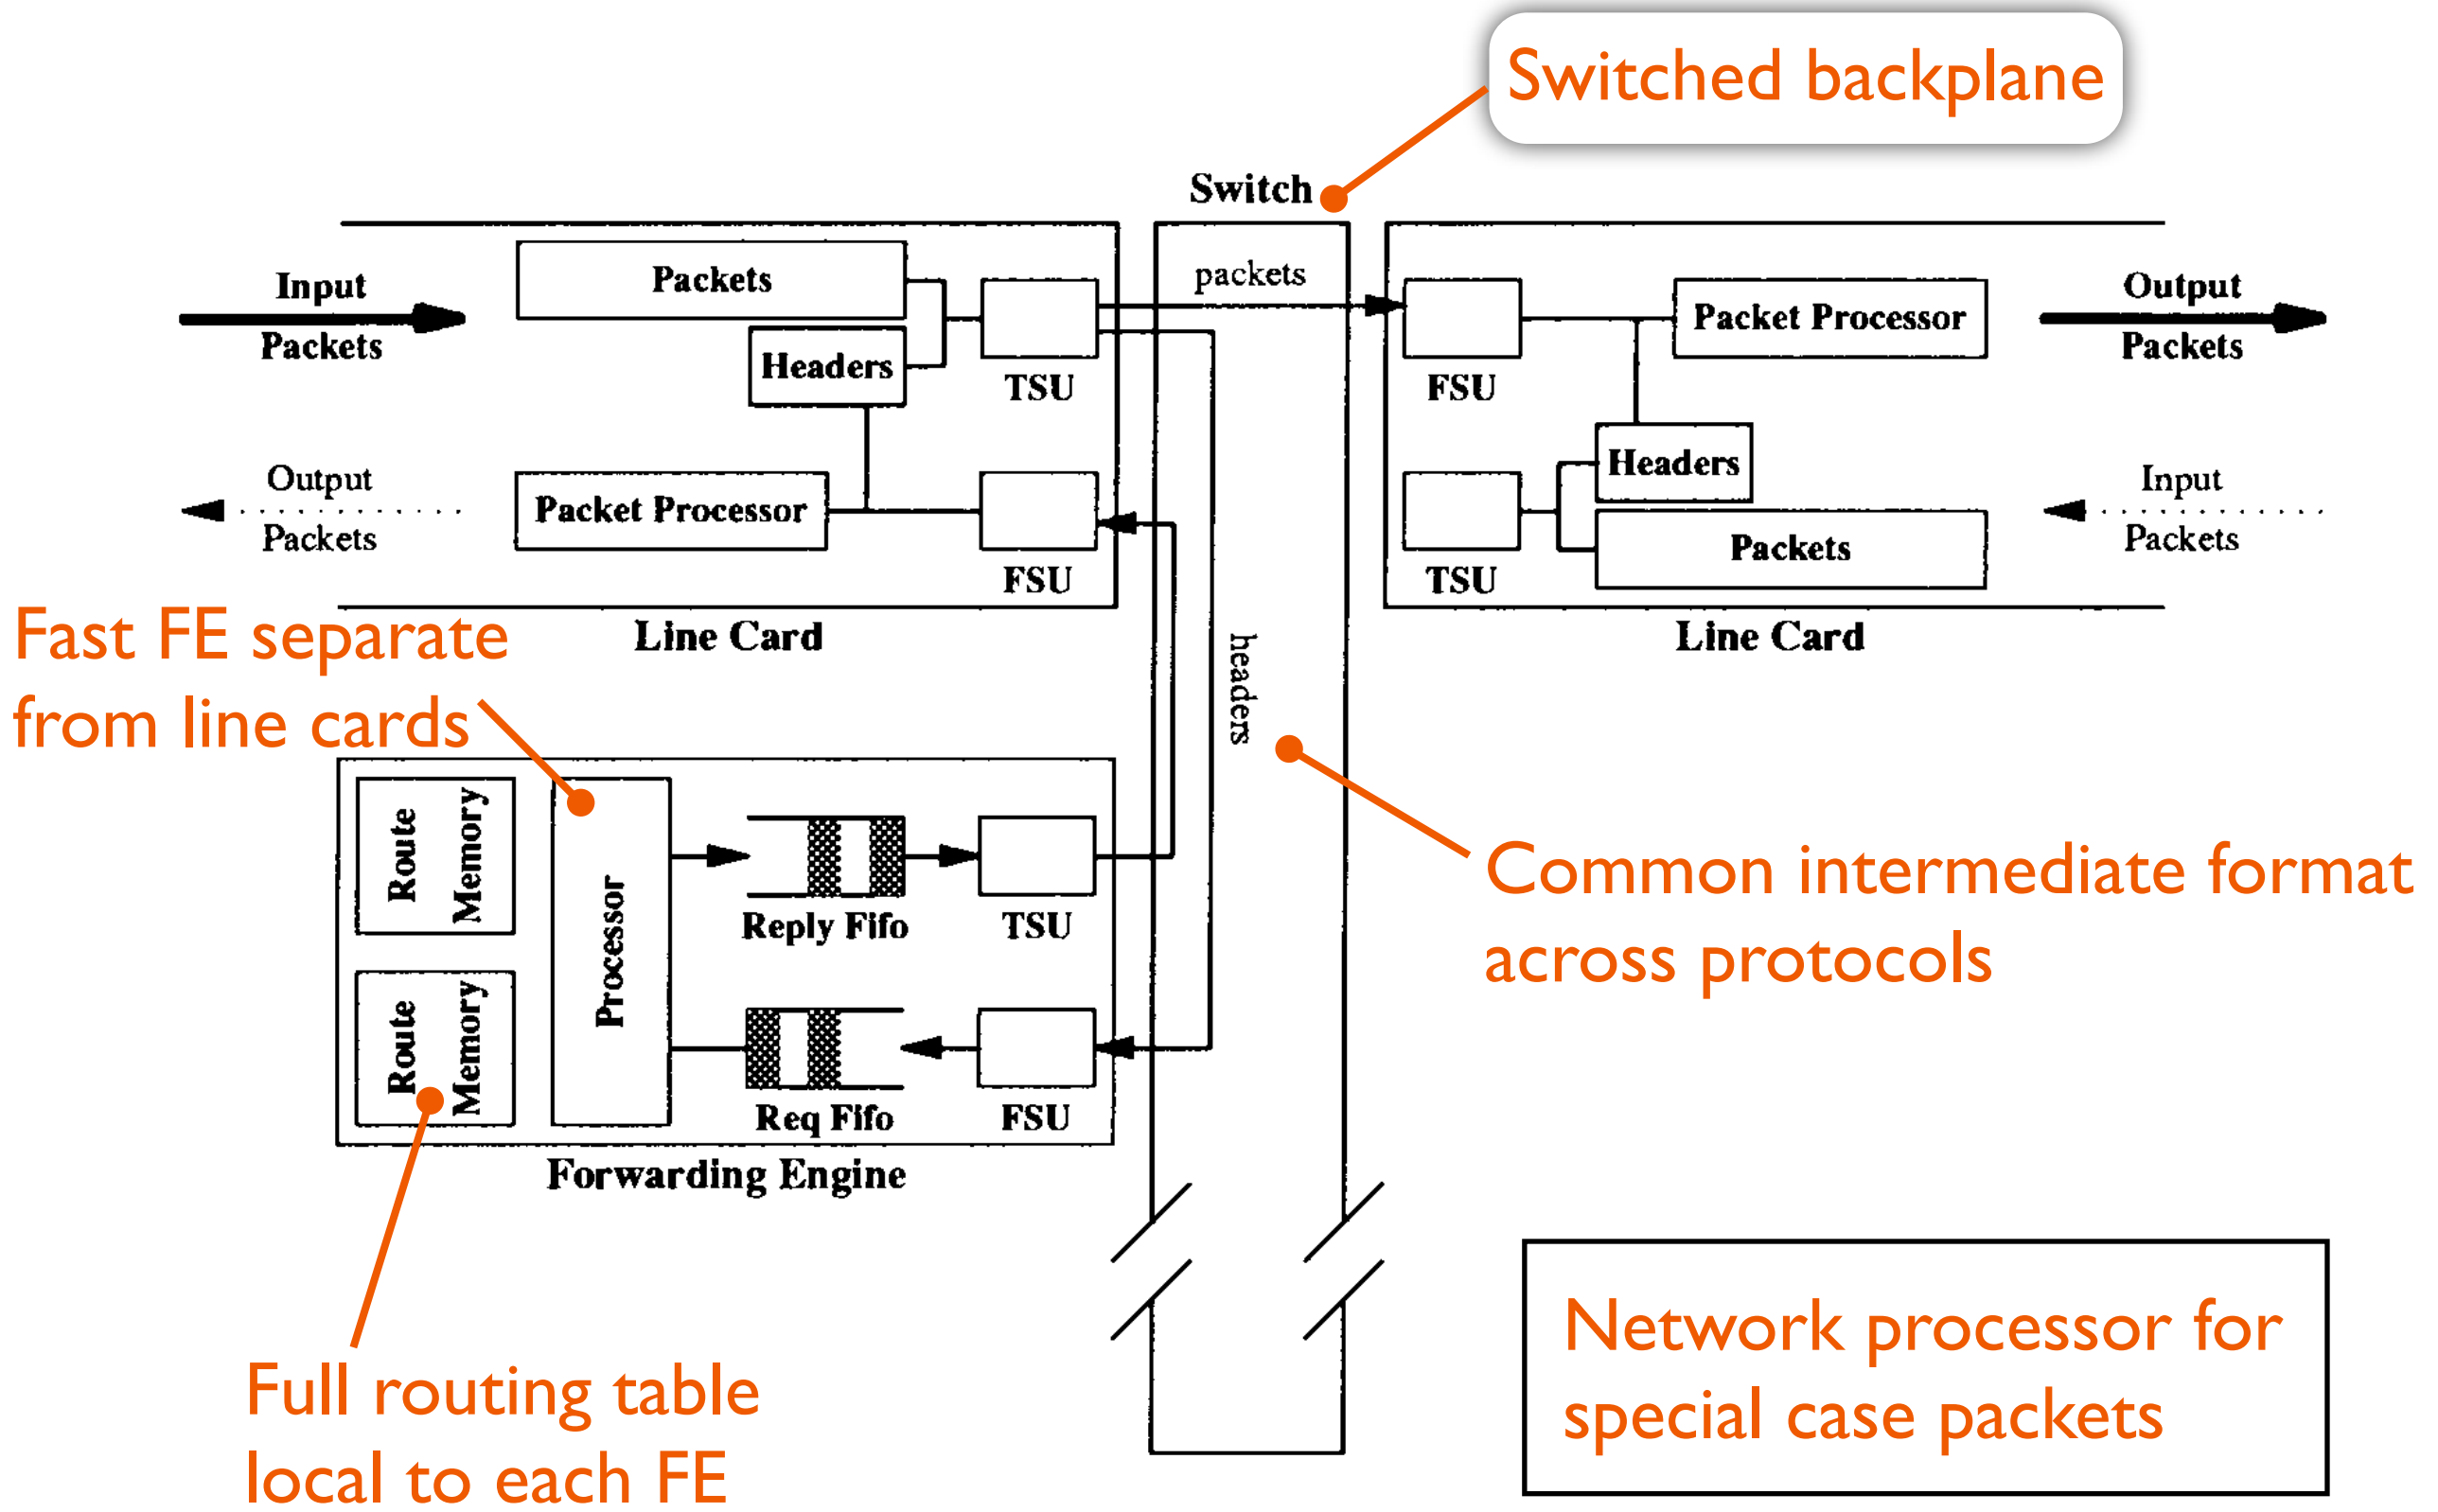 Switched backplane
Switch
Input
Packets
Packets
Headers
TSU
packets
FSU
Packet Processor
Output
Packets
Output
Packets
Packet Processor
FSU
Headers
TSU
Packets
Input
Packets
Line Card
Line Card
Fast FE separate
from line cards
headers
Route
Memory
Processor
Reply Fifo
TSU
Route
Memory
Req Fifo
FSU
Forwarding Engine
Common intermediate format
across protocols
Full routing table
local to each FE
Network processor for
special case packets